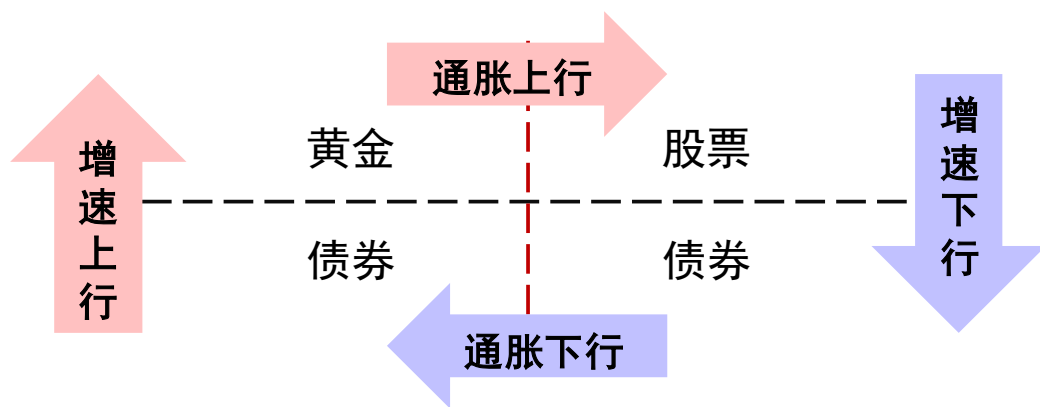 通胀上行
增速上行
黄金
股票
增速下行
债券
债券
通胀下行